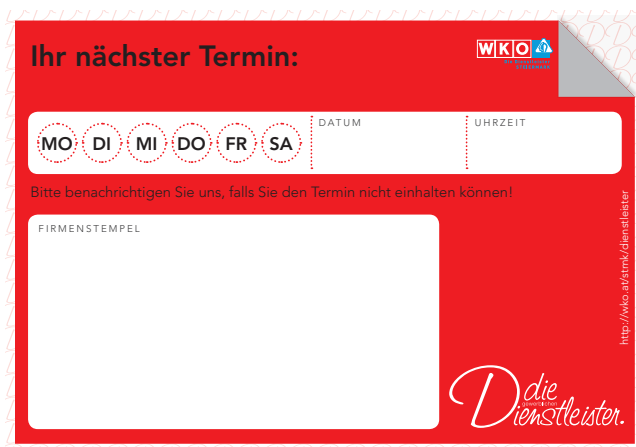 Ihr nächster Termin:
WKO
MO DI MI DO FR SA
DATUM
UHRZEIT
Bitte benachrichtigen Sie uns, falls Sie den Termin nicht einhalten können!
FIRMENSTEMPEL
http://wko.at/stmk/dienstleister
die
gewerblichen
Dienstleister.